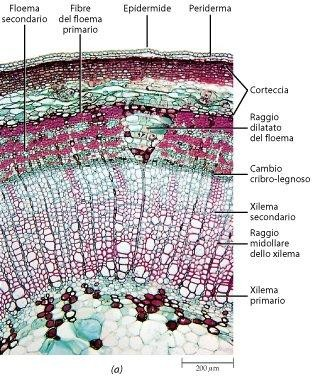 Floema
secondario
Fibre
del floema
primario
Epidermide
Periderma
Corteccia
Raggio
dilatato
del floema
Cambio
cribro-legnoso
Xilema
secondario
Raggio
midollare
dello xilema
Xilema
primario
(a)
200 µm